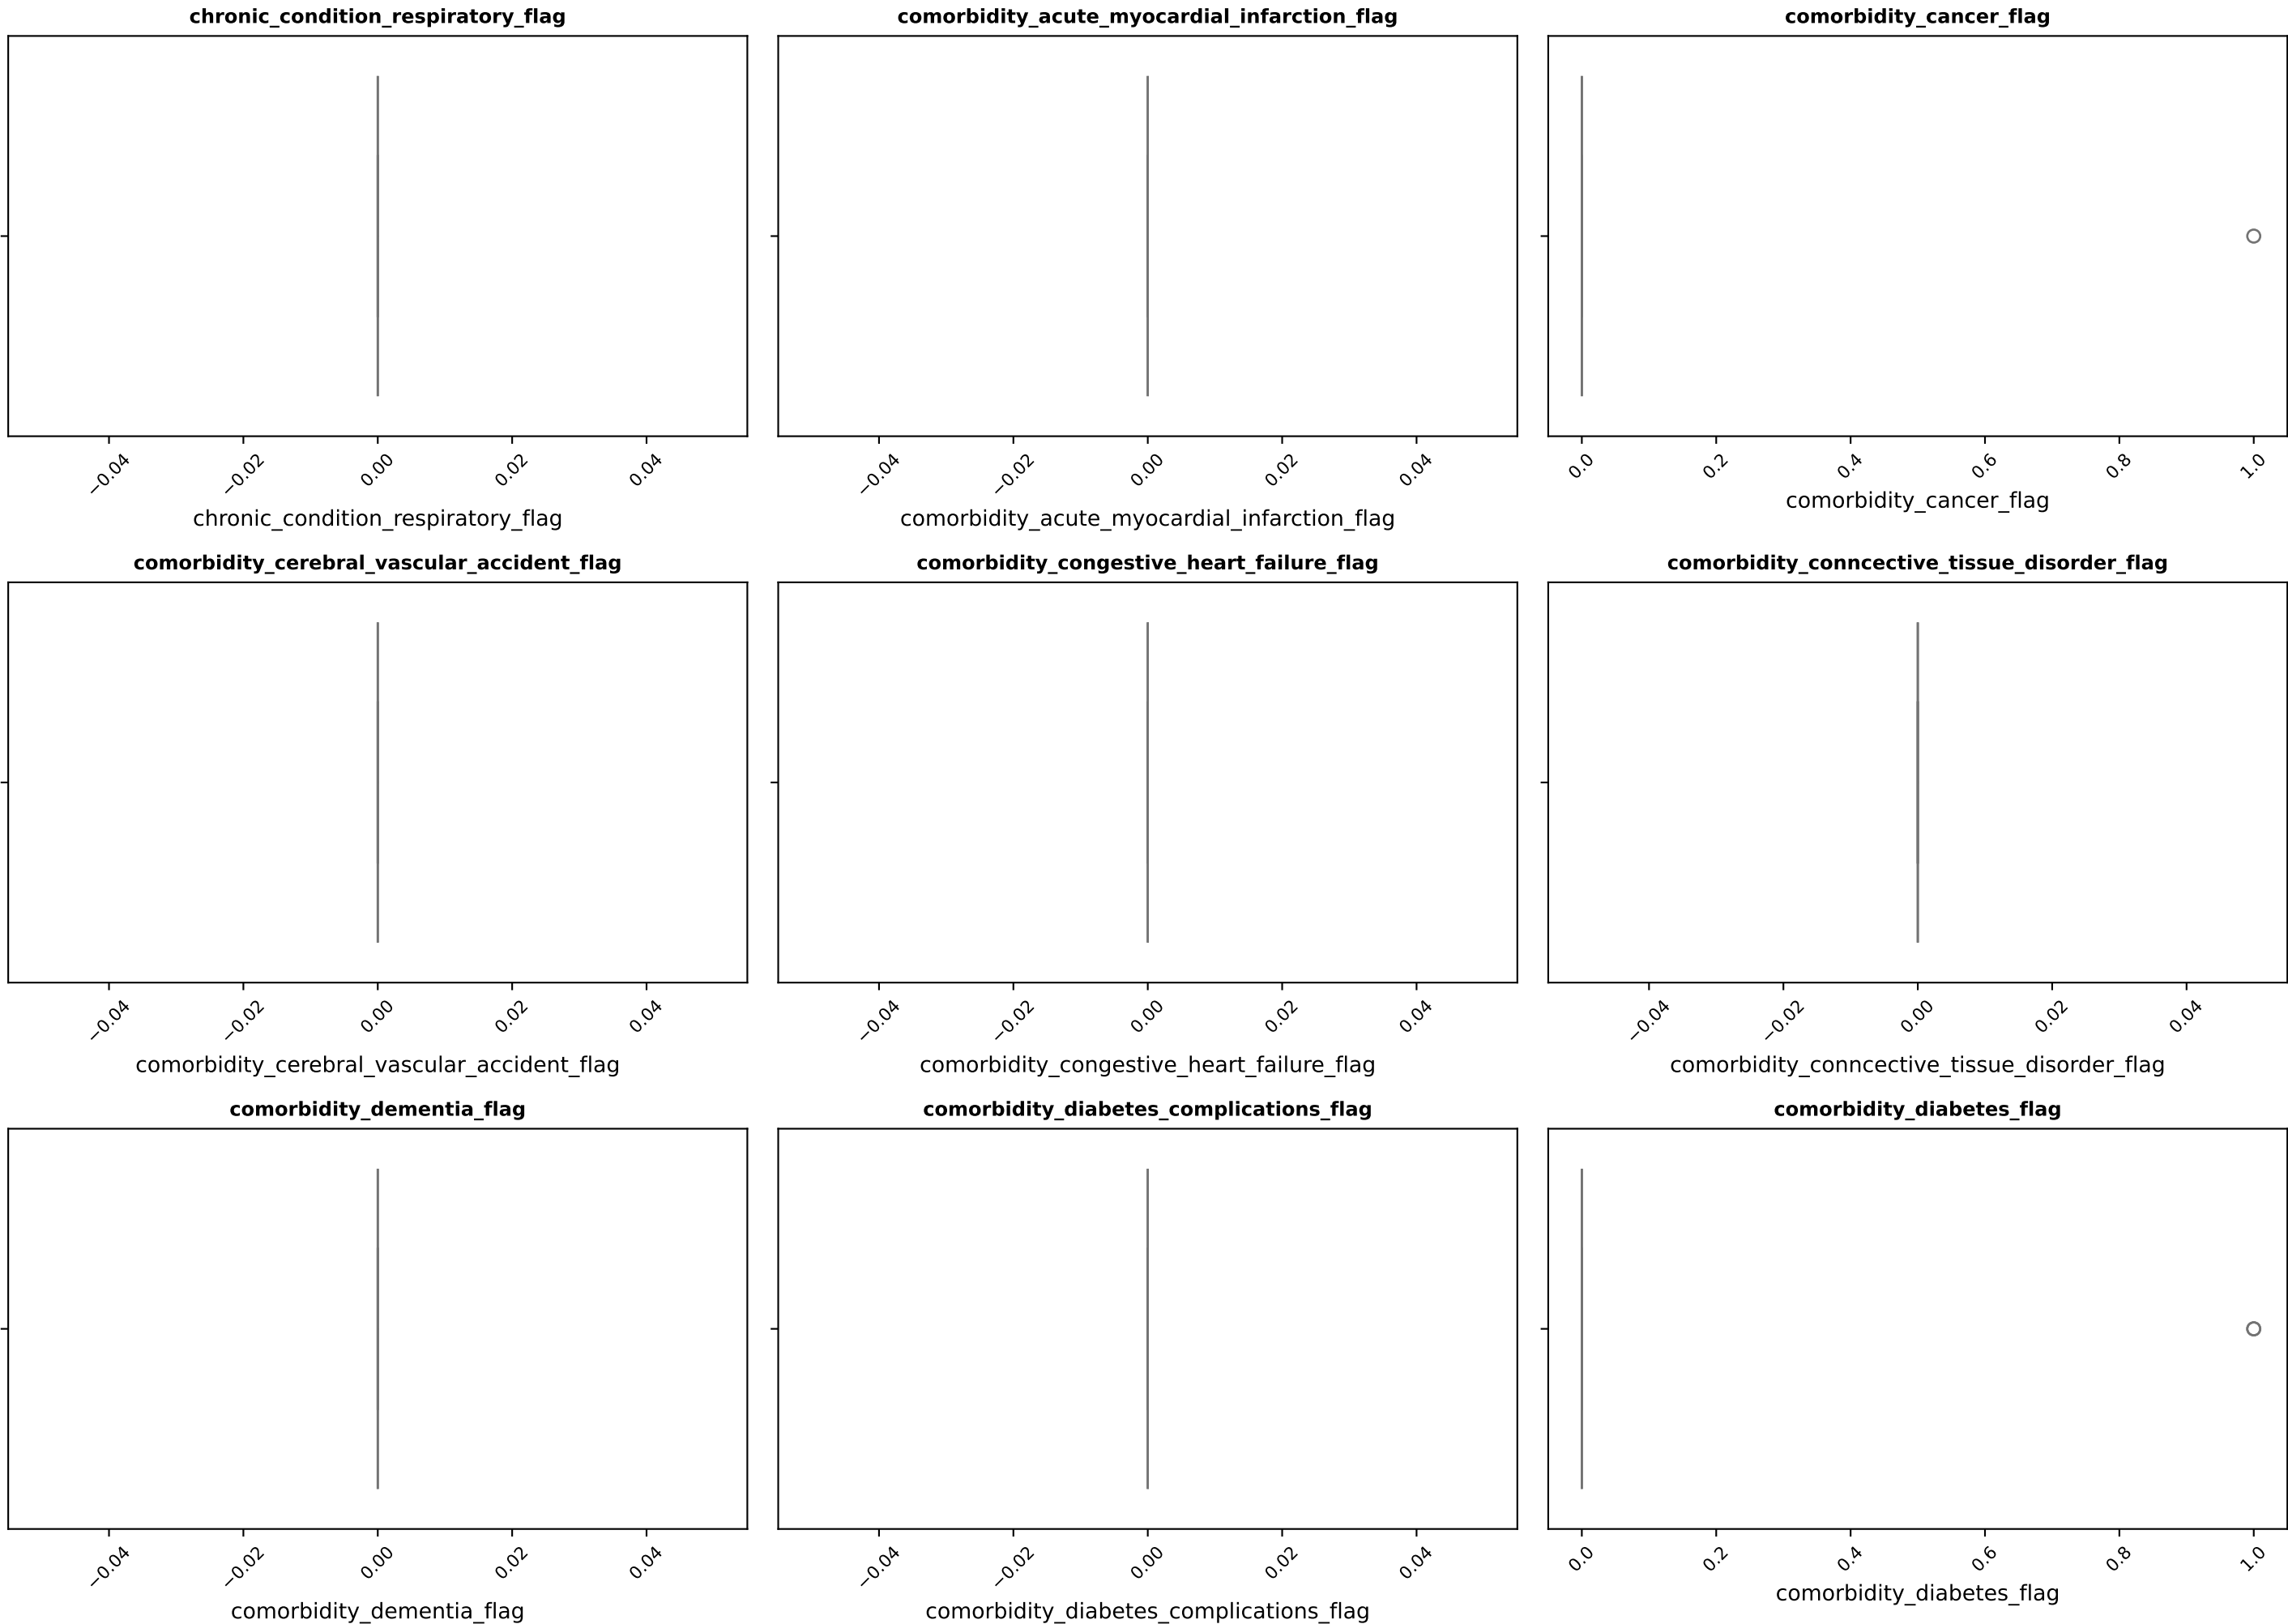 chronic_condition_respiratory_flag
comorbidity_acute_myocardial_infarction_flag
comorbidity_cancer_flag
−0.04 −0.02 0.00 0.02 0.04
−0.04 −0.02 0.00 0.02 0.04
0.0 0.2 0.4 0.6 0.8 1.0
chronic_condition_respiratory_flag
comorbidity_acute_myocardial_infarction_flag
comorbidity_cancer_flag
comorbidity_cerebral_vascular_accident_flag
comorbidity_congestive_heart_failure_flag
comorbidity_conncective_tissue_disorder_flag
−0.04 −0.02 0.00 0.02 0.04
−0.04 −0.02 0.00 0.02 0.04
−0.04 −0.02 0.00 0.02 0.04
comorbidity_cerebral_vascular_accident_flag
comorbidity_congestive_heart_failure_flag
comorbidity_conncective_tissue_disorder_flag
comorbidity_dementia_flag
comorbidity_diabetes_complications_flag
comorbidity_diabetes_flag
−0.04 −0.02 0.00 0.02 0.04
−0.04 −0.02 0.00 0.02 0.04
0.0 0.2 0.4 0.6 0.8 1.0
comorbidity_dementia_flag
comorbidity_diabetes_complications_flag
comorbidity_diabetes_flag